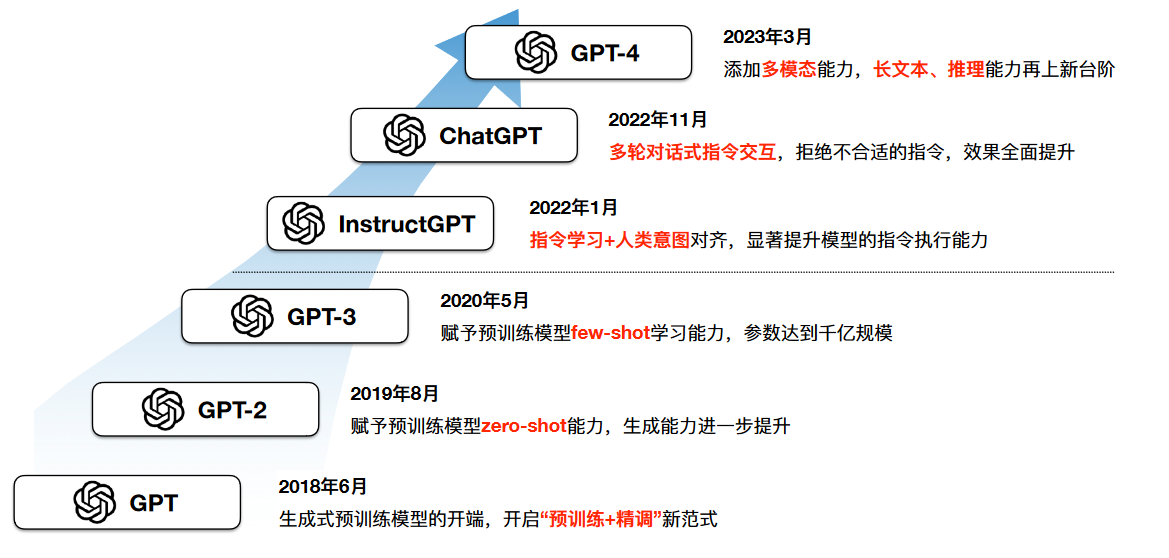 GPT-4
2023年3月
添加多模态能力，长文本、推理能力再上新台阶
ChatGPT
2022年11月
多轮对话式指令交互，拒绝不合适的指令，效果全面提升
InstructGPT
2022年1月
指令学习+人类意图对齐，显著提升模型的指令执行能力
GPT-3
2020年5月
赋予预训练模型few-shot学习能力，参数达到千亿规模
GPT-2
2019年8月
赋予预训练模型zero-shot能力，生成能力进一步提升
GPT
2018年6月
生成式预训练模型的开端，开启“预训练+精调”新范式